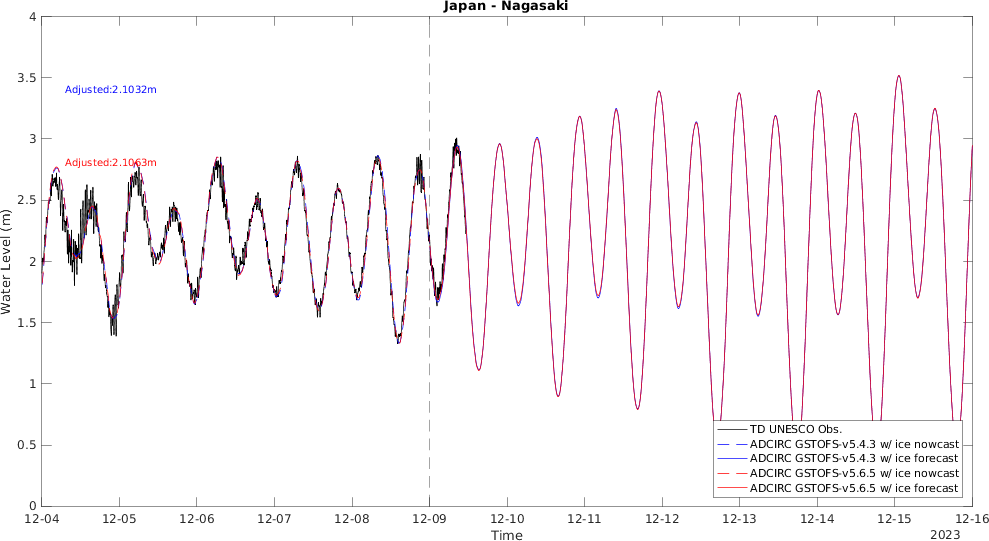 Japan - Nagasaki
4
3.5
3
2.5
2
1.5
1
0.5
0
Water Level (m)
Adjusted:2.1032m
Adjusted:2.1063m
TD UNESCO Obs.
ADCIRC GSTOFS-v5.4.3 w/ ice nowcast
ADCIRC GSTOFS-v5.4.3 w/ ice forecast
ADCIRC GSTOFS-v5.6.5 w/ ice nowcast
ADCIRC GSTOFS-v5.6.5 w/ ice forecast
12-04 12-05 12-06 12-07 12-08 12-09 12-10 12-11 12-12 12-13 12-14 12-15 12-16
Time
2023